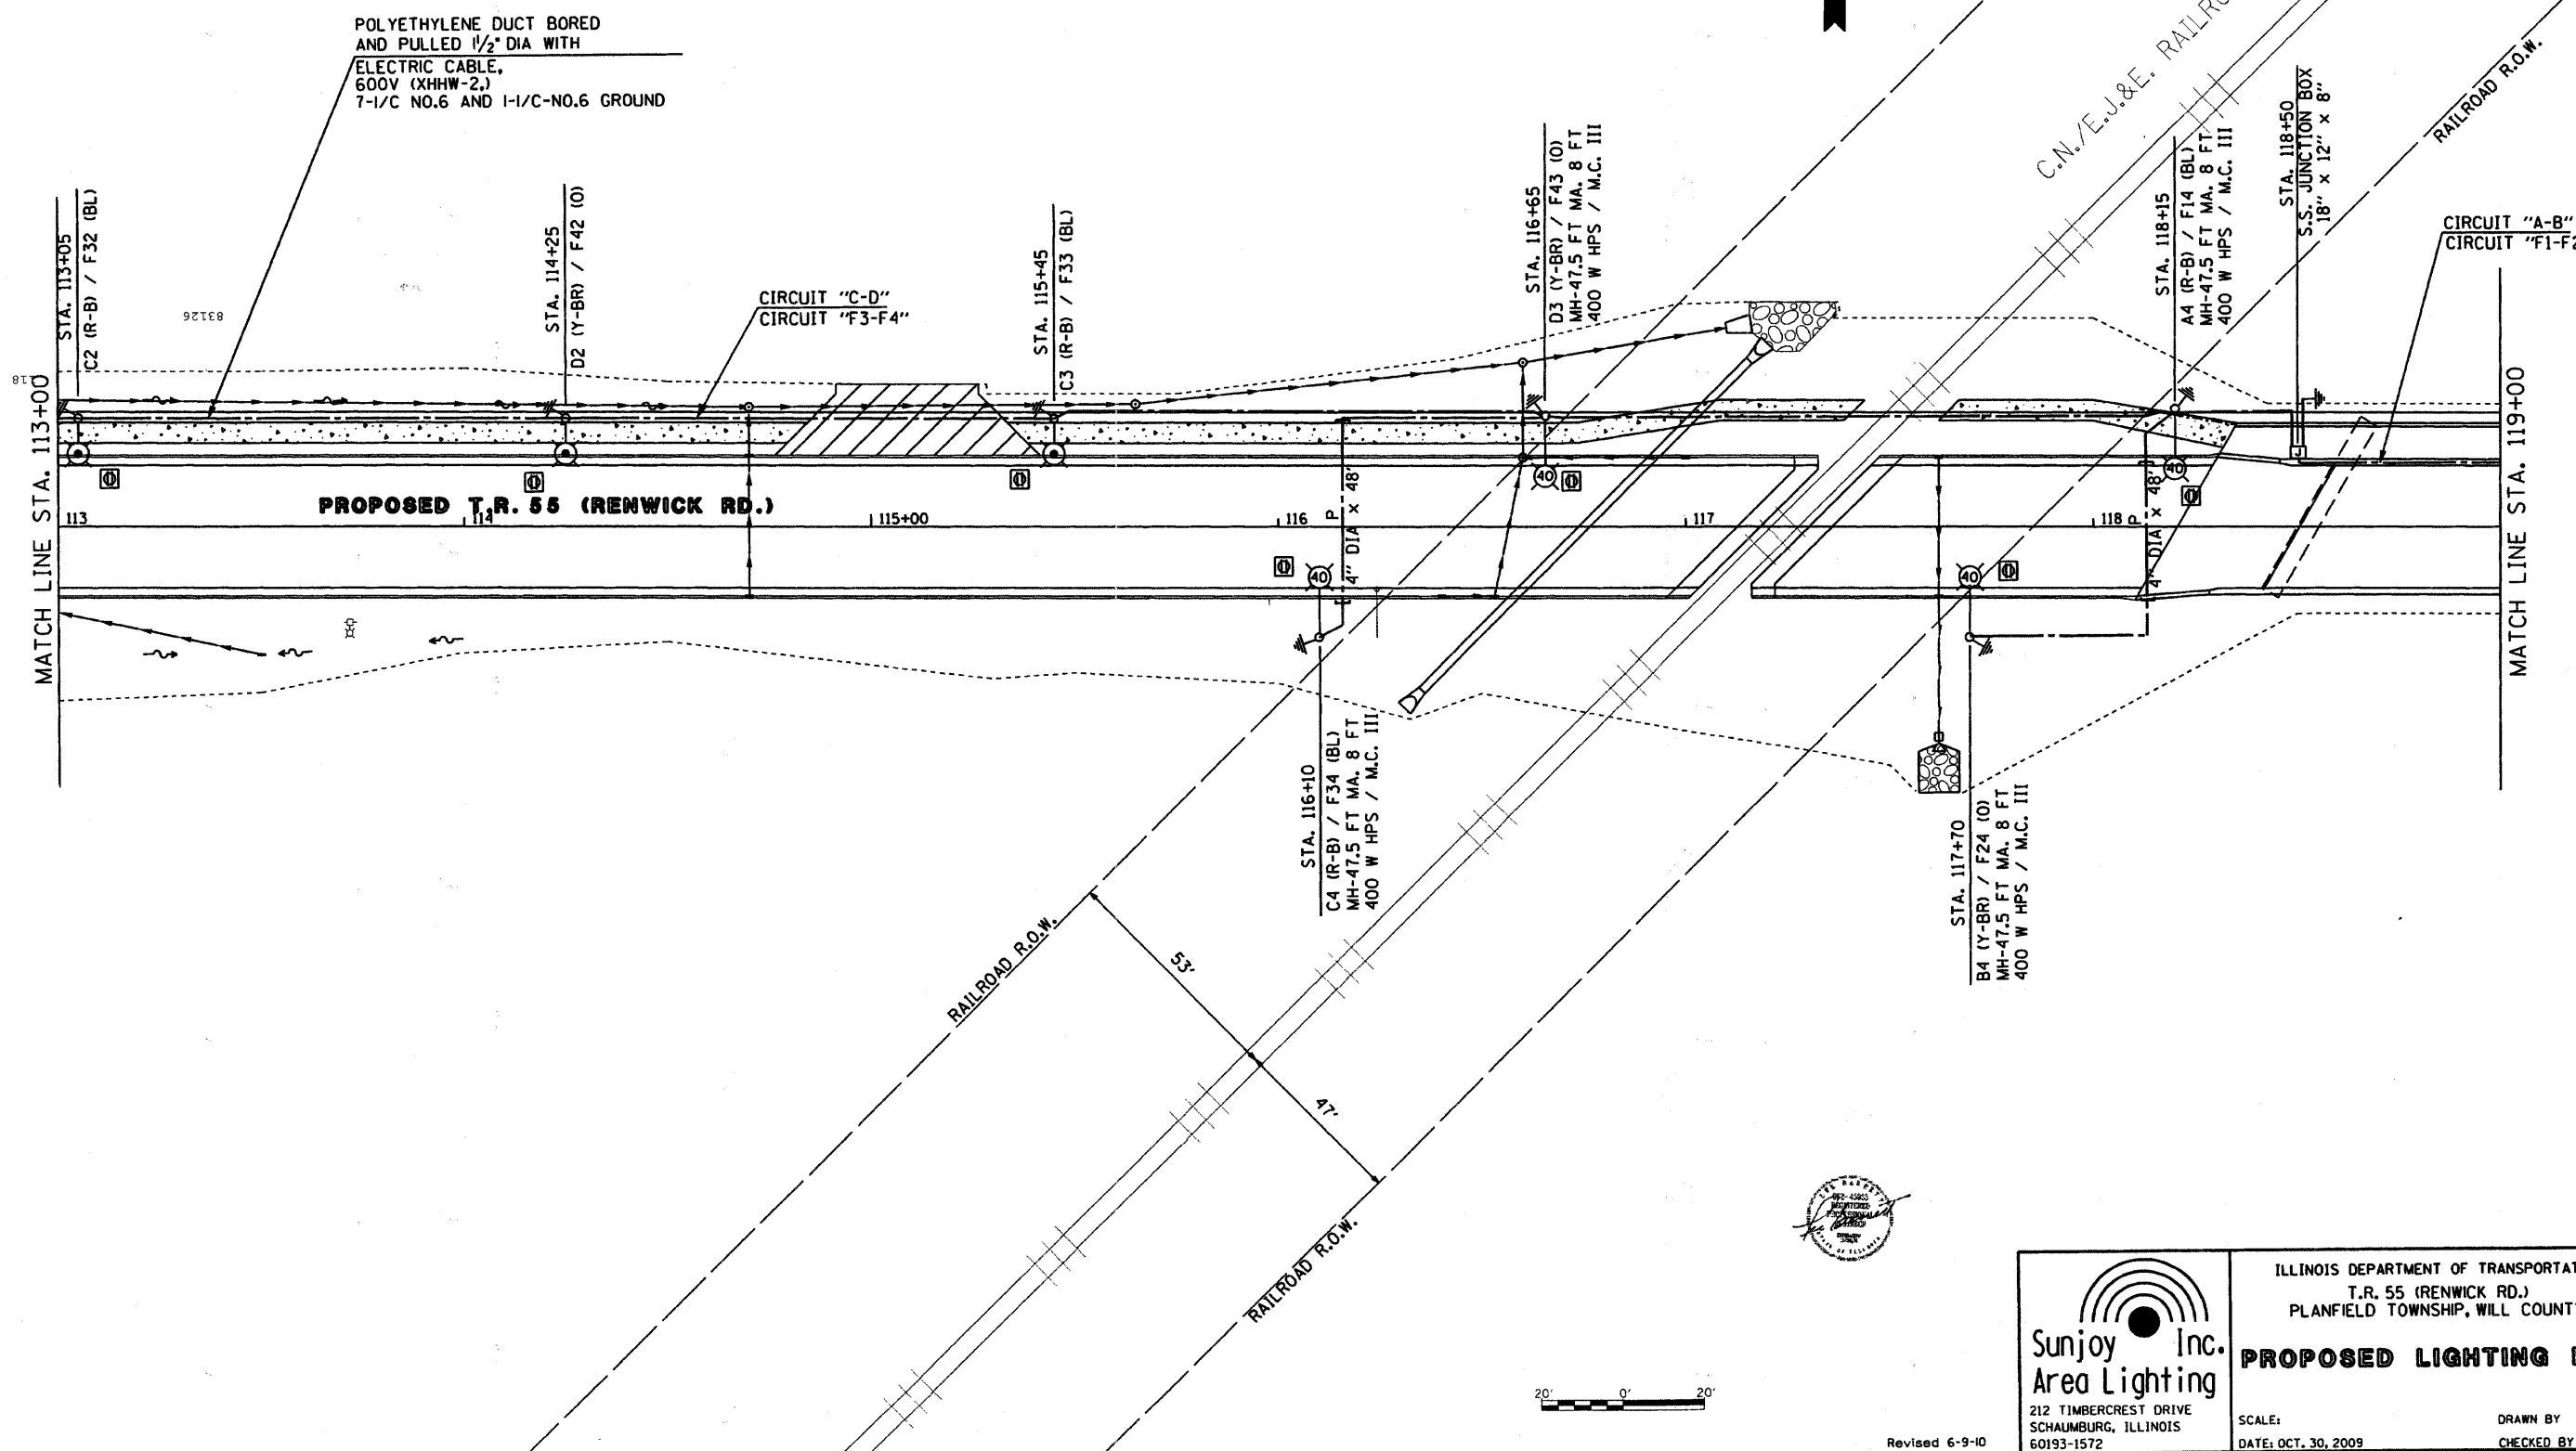 POLYETHYLENE DUCT BORED
AND PULLED 1 1/2" DIA WITH
ELECTRIC CABLE,
600V (XHHW-2,)
7-1/C NO.6 AND 1-1/C-NO.6 GROUND
STA. 113+05
C2 (R-B) / F32 (BL)
83126
STA. 114+25
D2 (Y-BR) / F42 (O)
CIRCUIT "C-D"
CIRCUIT "F3-F4"
STA. 115+45
C3 (R-B) / F33 (BL)
STA. 116+65
D3 (Y-BR) / F43 (O)
MH-47.5 FT MA. 8 FT
400 W HPS / M.C. III
C.N./E.J.&E.
STA. 118+15
A4 (R-B) / F14 (BL)
MH-47.5 FT MA. 8 FT
400 W HPS / M.C. III
STA. 118+50
S.S. JUNCTION BOX
18" x 12" x 8"
RAILROAD R.O.W.
CIRCUIT "A-B"
CIRCUIT "F1-F2
MATCH LINE STA. 113+00
MATCH LINE STA. 119+00
J
40
40
PROPOSED T.R. 55 (RENWICK RD.)
113
114
115+00
116
117
118
P
4" DIA x 48'
P
4" DIA x 48'
40
40
STA. 116+10
C4 (R-B) / F34 (BL)
MH-47.5 FT MA. 8 FT
400 W HPS / M.C. III
STA. 117+70
B4 (Y-BR) / F24 (O)
MH-47.5 FT MA. 8 FT
400 W HPS / M.C. III
RAILROAD R.O.W.
53'
47'
RAILROAD R.O.W.
20' 0' 20'
Revised 6-9-10
Sunjoy Inc.
Area Lighting
212 TIMBERCREST DRIVE
SCHAUMBURG, ILLINOIS
60193-1572
ILLINOIS DEPARTMENT OF TRANSPORTAT
T.R. 55 (RENWICK RD.)
PLANFIELD TOWNSHIP, WILL COUNT
PROPOSED LIGHTING
SCALE:
DRAWN BY
DATE: OCT. 30, 2009
CHECKED BY